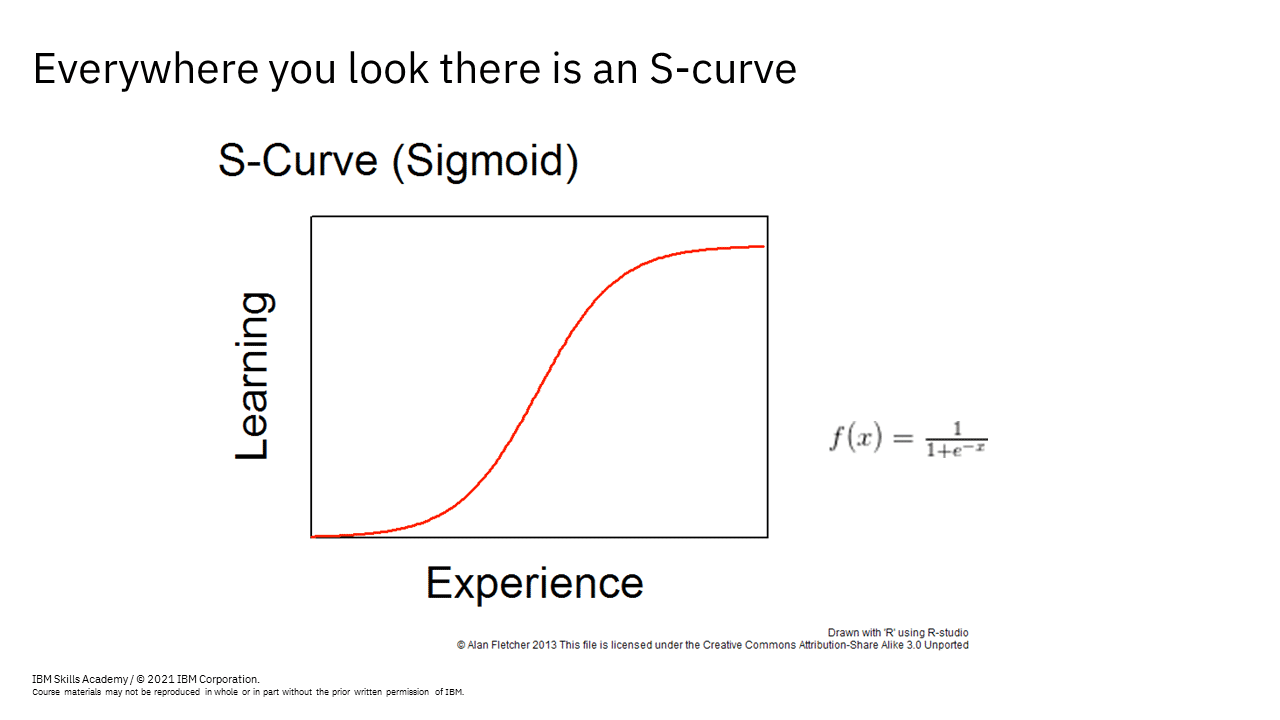 Everywhere you look there is an S-curve
S-Curve (Sigmoid)
Learning
f(x) = 1/(1+e^−x)
Experience
Drawn with 'R' using R-studio
© Alan Fletcher 2013 This file is licensed under the Creative Commons Attribution-Share Alike 3.0 Unported
IBM Skills Academy / © 2021 IBM Corporation.
Course materials may not be reproduced in whole or in part without the prior written permission of IBM.